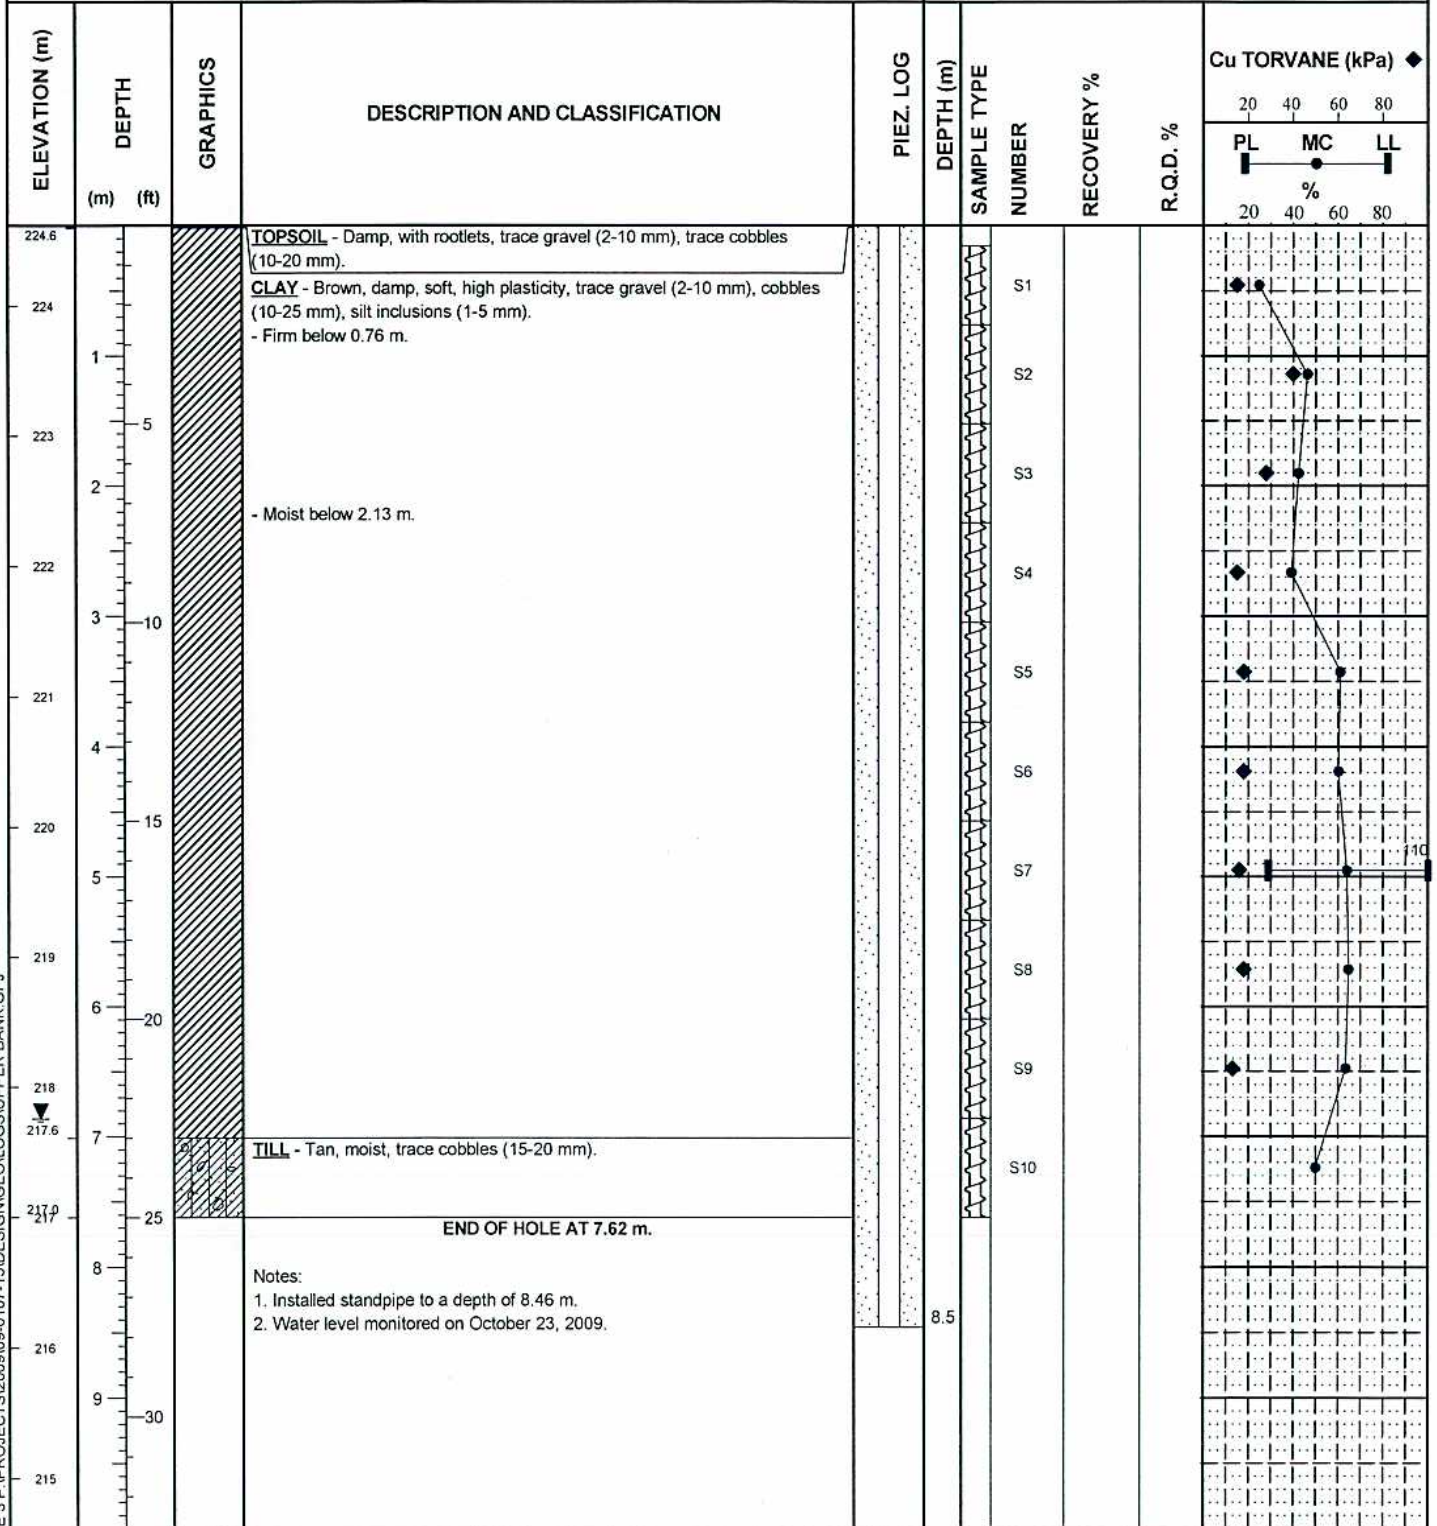 ELEVATION (m)
DEPTH
(m) (ft)
GRAPHICS
DESCRIPTION AND CLASSIFICATION
PIEZ. LOG
DEPTH (m)
SAMPLE TYPE
NUMBER
RECOVERY %
R.Q.D. %
Cu TORVANE (kPa)
20 40 60 80
PL MC LL
%
20 40 60 80
224.6
TOPSOIL - Damp, with rootlets, trace gravel (2-10 mm), trace cobbles
(10-20 mm).
CLAY - Brown, damp, soft, high plasticity, trace gravel (2-10 mm), cobbles
(10-25 mm), silt inclusions (1-5 mm).
- Firm below 0.76 m.
S1
224
1
S2
5
223
S3
2
- Moist below 2.13 m.
222
S4
3
10
S5
221
4
S6
15
220
110
5
S7
219
S8
6
20
S9
218
217.6
7
TILL - Tan, moist, trace cobbles (15-20 mm).
S10
217.0
217
25
END OF HOLE AT 7.62 m.
8
Notes:
1. Installed standpipe to a depth of 8.46 m.
2. Water level monitored on October 23, 2009.
8.5
216
9
30
215